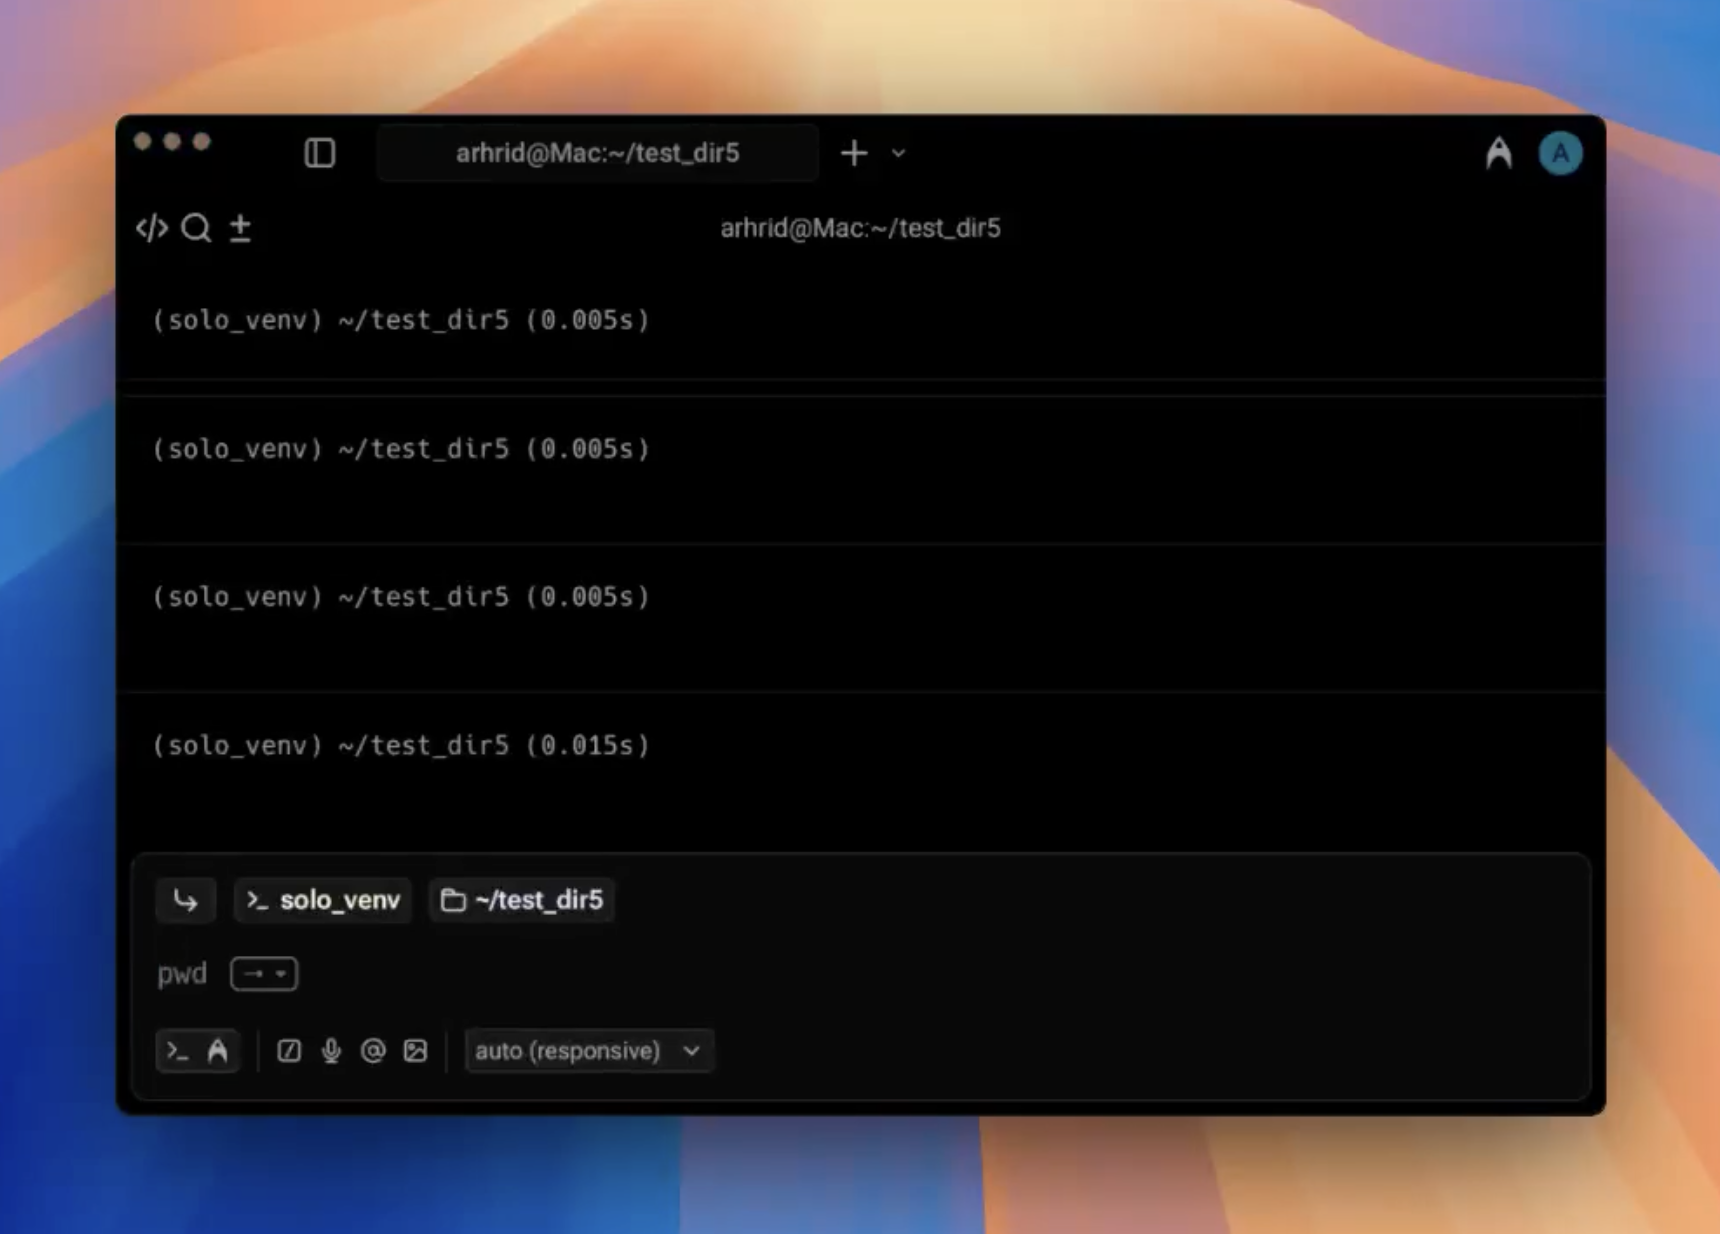 arhrid@Mac:~/test_dir5
A
arhrid@Mac:~/test_dir5
(solo_venv) ~/test_dir5 (0.005s)
(solo_venv) ~/test_dir5 (0.005s)
(solo_venv) ~/test_dir5 (0.005s)
(solo_venv) ~/test_dir5 (0.015s)
>_ solo_venv ~/test_dir5
pwd
auto (responsive)